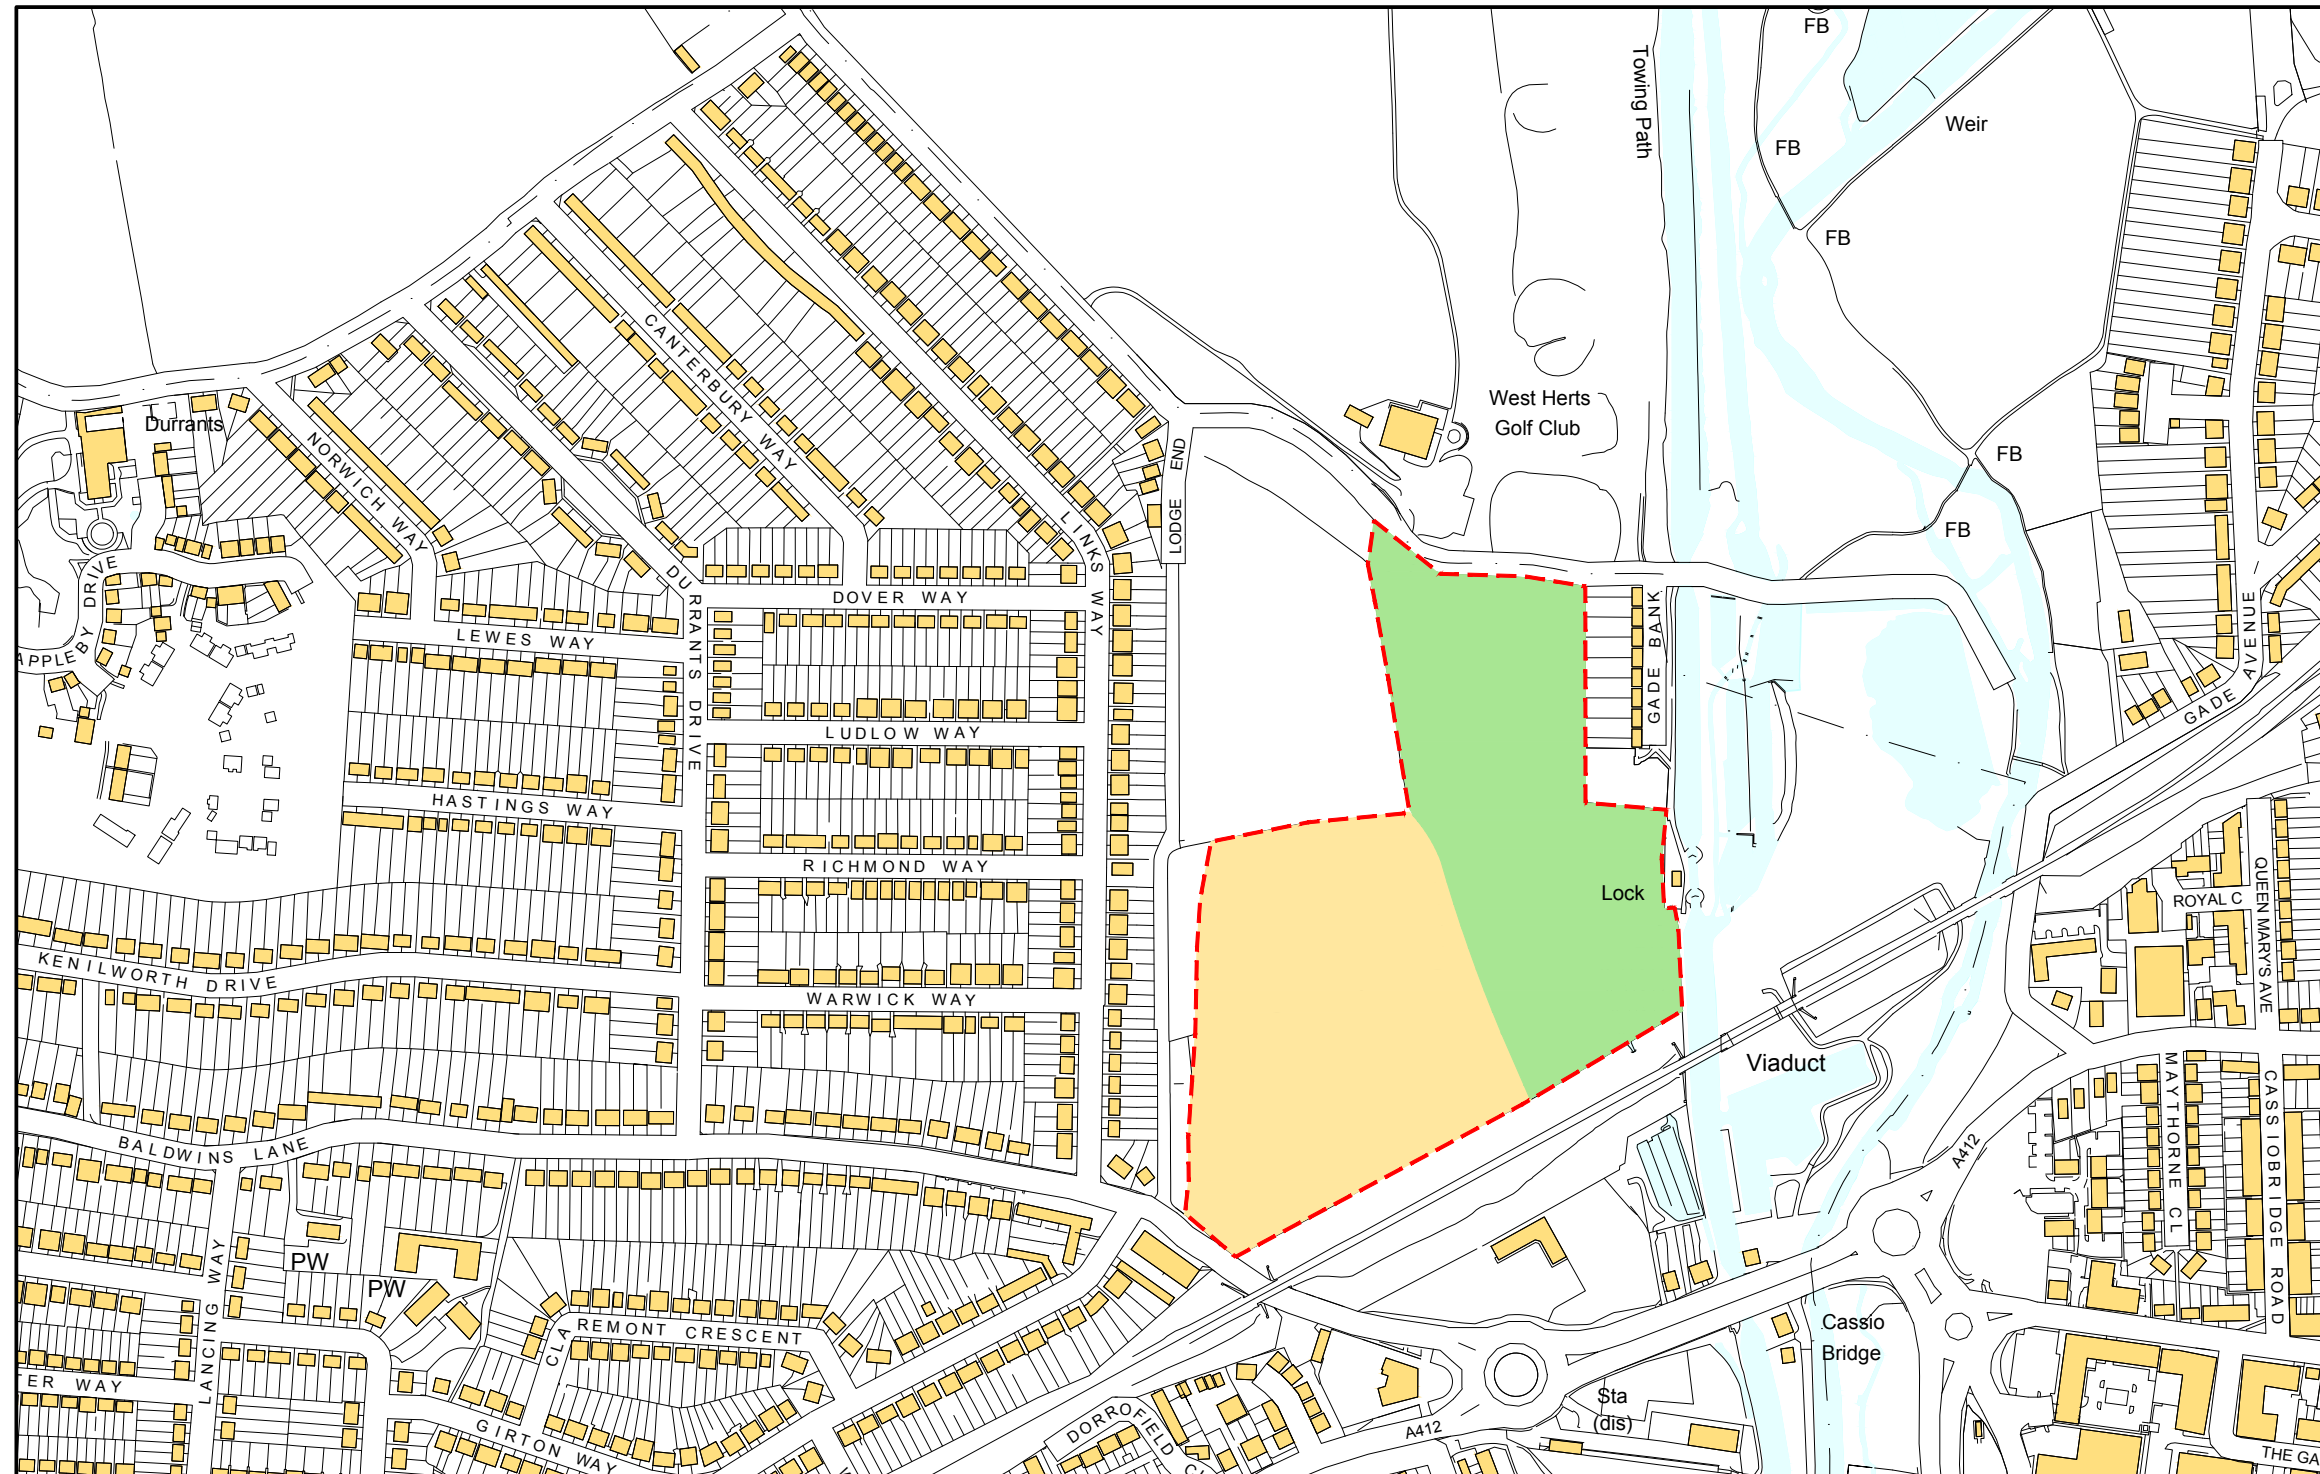 FB
Towing Path
Weir
FB
FB
West Herts
Golf Club
Durrants
CANTERBURY WAY
NORWICH WAY
LODGE END
LINKS WAY
FB
FB
APPLEBY DRIVE
DURRANTS DRIVE
DOVER WAY
LEWES WAY
GADE BANK
GADE AVENUE
LUDLOW WAY
HASTINGS WAY
RICHMOND WAY
Lock
ROYAL C
QUEEN MARY'S AVE
KENILWORTH DRIVE
WARWICK WAY
Viaduct
MAYTHORNE CL
CASSIOBRIDGE ROAD
BALDWINS LANE
A412
LANCING WAY
PW
PW
CLAREMONT CRESCENT
Cassio
Bridge
TER WAY
Sta
(dis)
GIRTON WAY
DORROFIELD
A412
THE GA